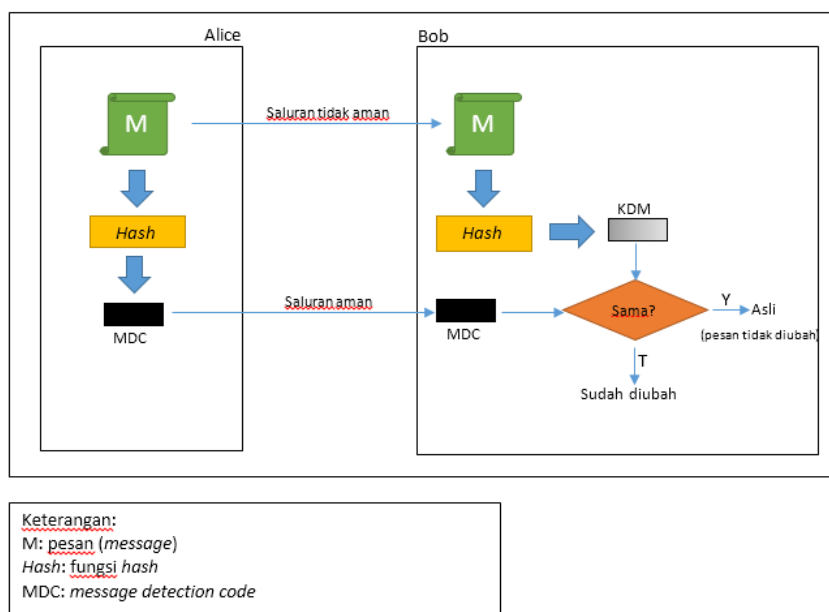 Alice
Bob
M
Saluran tidak aman
M
Hash
Hash
KDM
MDC
Saluran aman
MDC
Sama?
Y
Asli
(pesan tidak diubah)
T
Sudah diubah
Keterangan:
M: pesan (message)
Hash: fungsi hash
MDC: message detection code